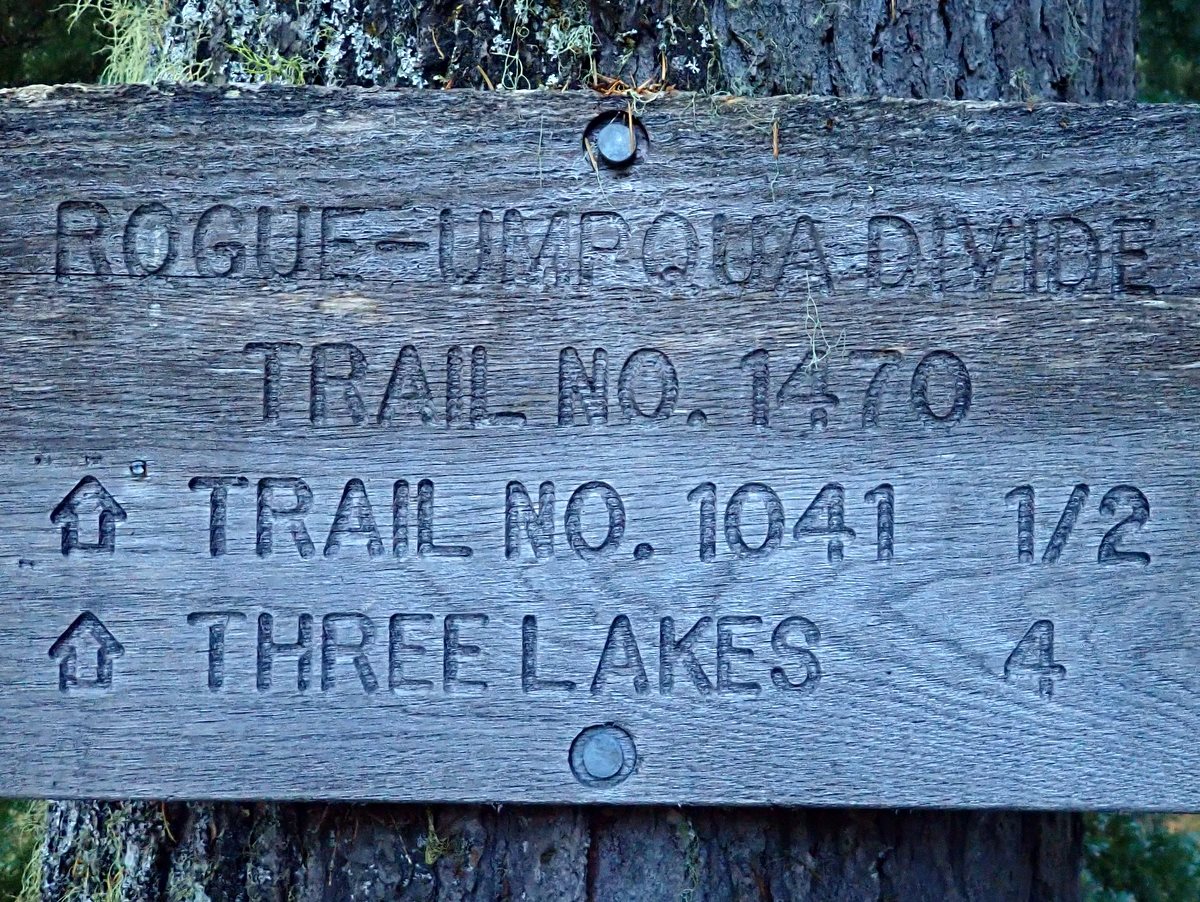 ROGUE-UMPQUA DIVIDE
TRAIL NO. 1470
TRAIL NO. 1041 1/2
THREE LAKES 4